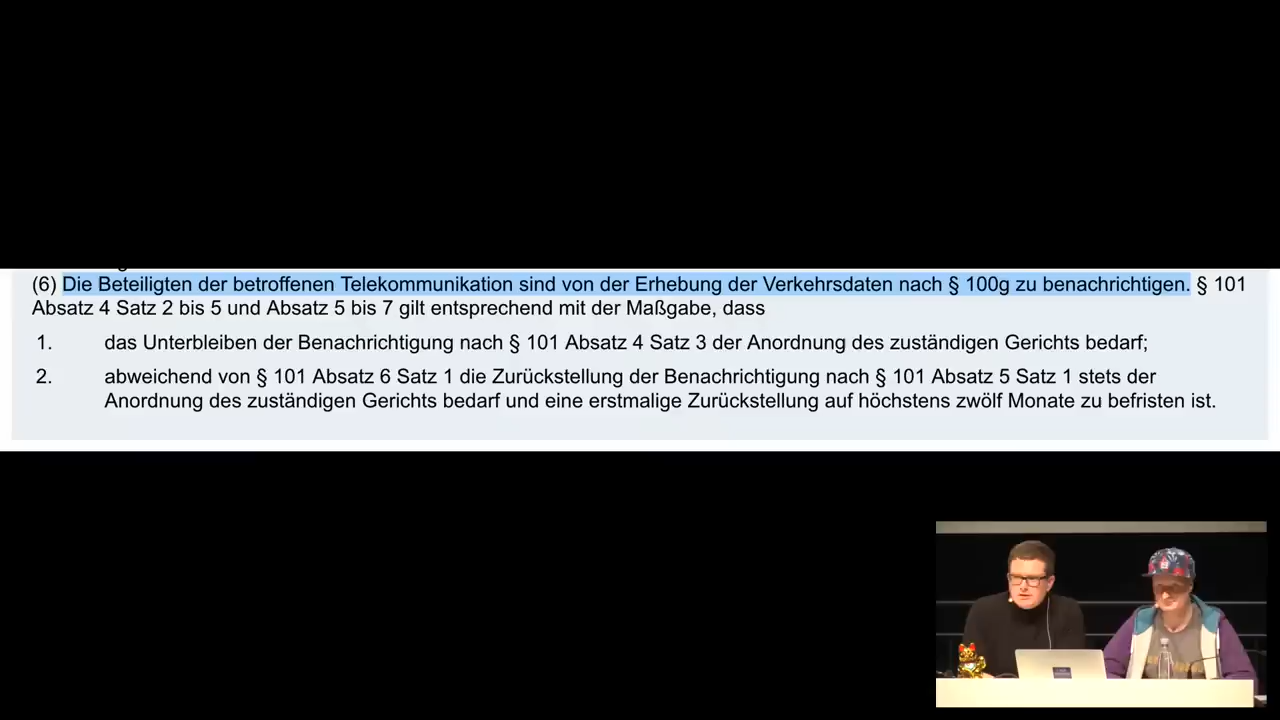 (6) Die Beteiligten der betroffenen Telekommunikation sind von der Erhebung der Verkehrsdaten nach § 100g zu benachrichtigen. § 101
Absatz 4 Satz 2 bis 5 und Absatz 5 bis 7 gilt entsprechend mit der Maßgabe, dass
1. das Unterbleiben der Benachrichtigung nach § 101 Absatz 4 Satz 3 der Anordnung des zuständigen Gerichts bedarf;
2. abweichend von § 101 Absatz 6 Satz 1 die Zurückstellung der Benachrichtigung nach § 101 Absatz 5 Satz 1 stets der
Anordnung des zuständigen Gerichts bedarf und eine erstmalige Zurückstellung auf höchstens zwölf Monate zu befristen ist.